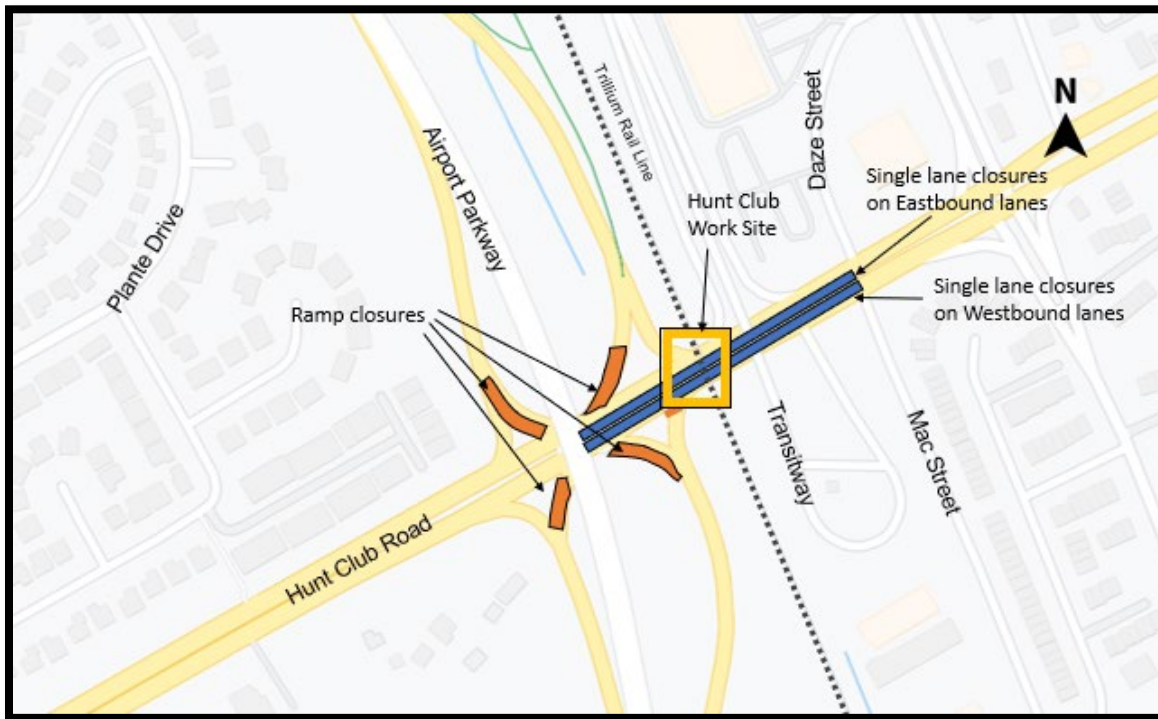 N
Trillium Rail Line
Daze Street
Airport Parkway
Single lane closures
on Eastbound lanes
Hunt Club
Work Site
Plante Drive
Single lane closures
on Westbound lanes
Ramp closures
Transitway
Mac Street
Hunt Club Road